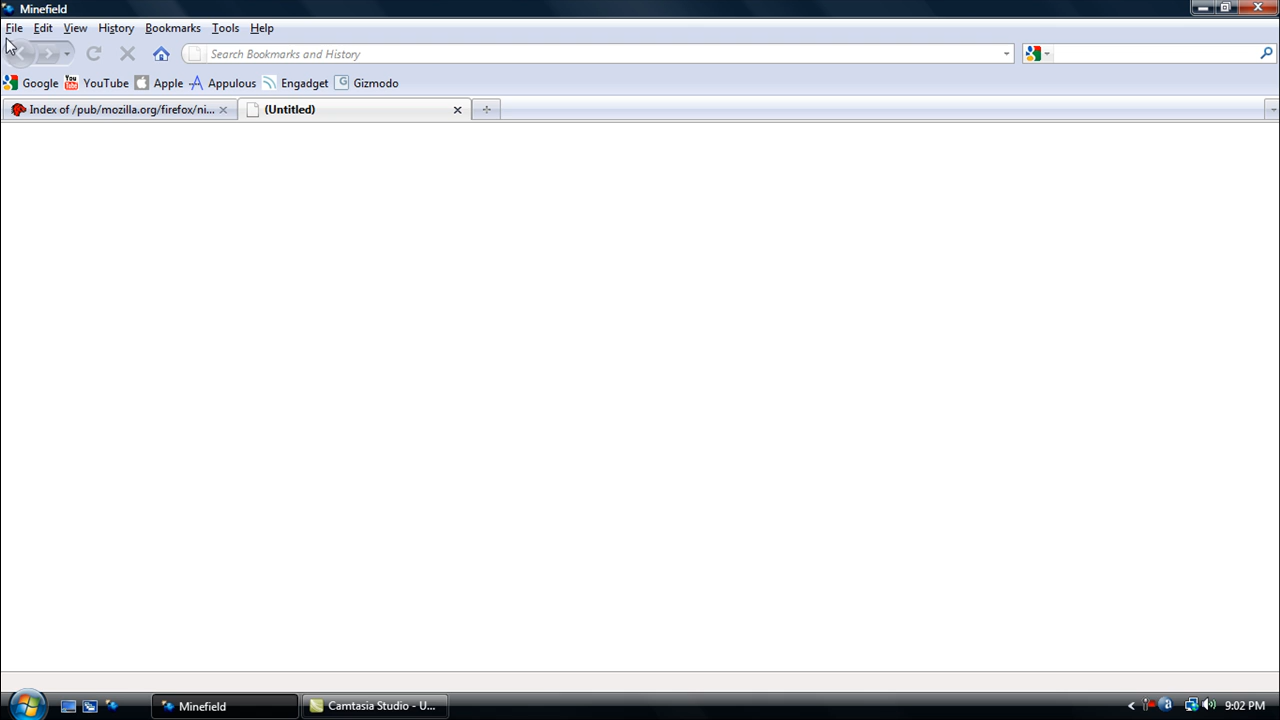 Minefield
File Edit View History Bookmarks Tools Help
Search Bookmarks and History
Google YouTube Apple Appulous Engadget Gizmodo
Index of /pub/mozilla.org/firefox/ni... (Untitled)
Minefield Camtasia Studio - U... 9:02 PM